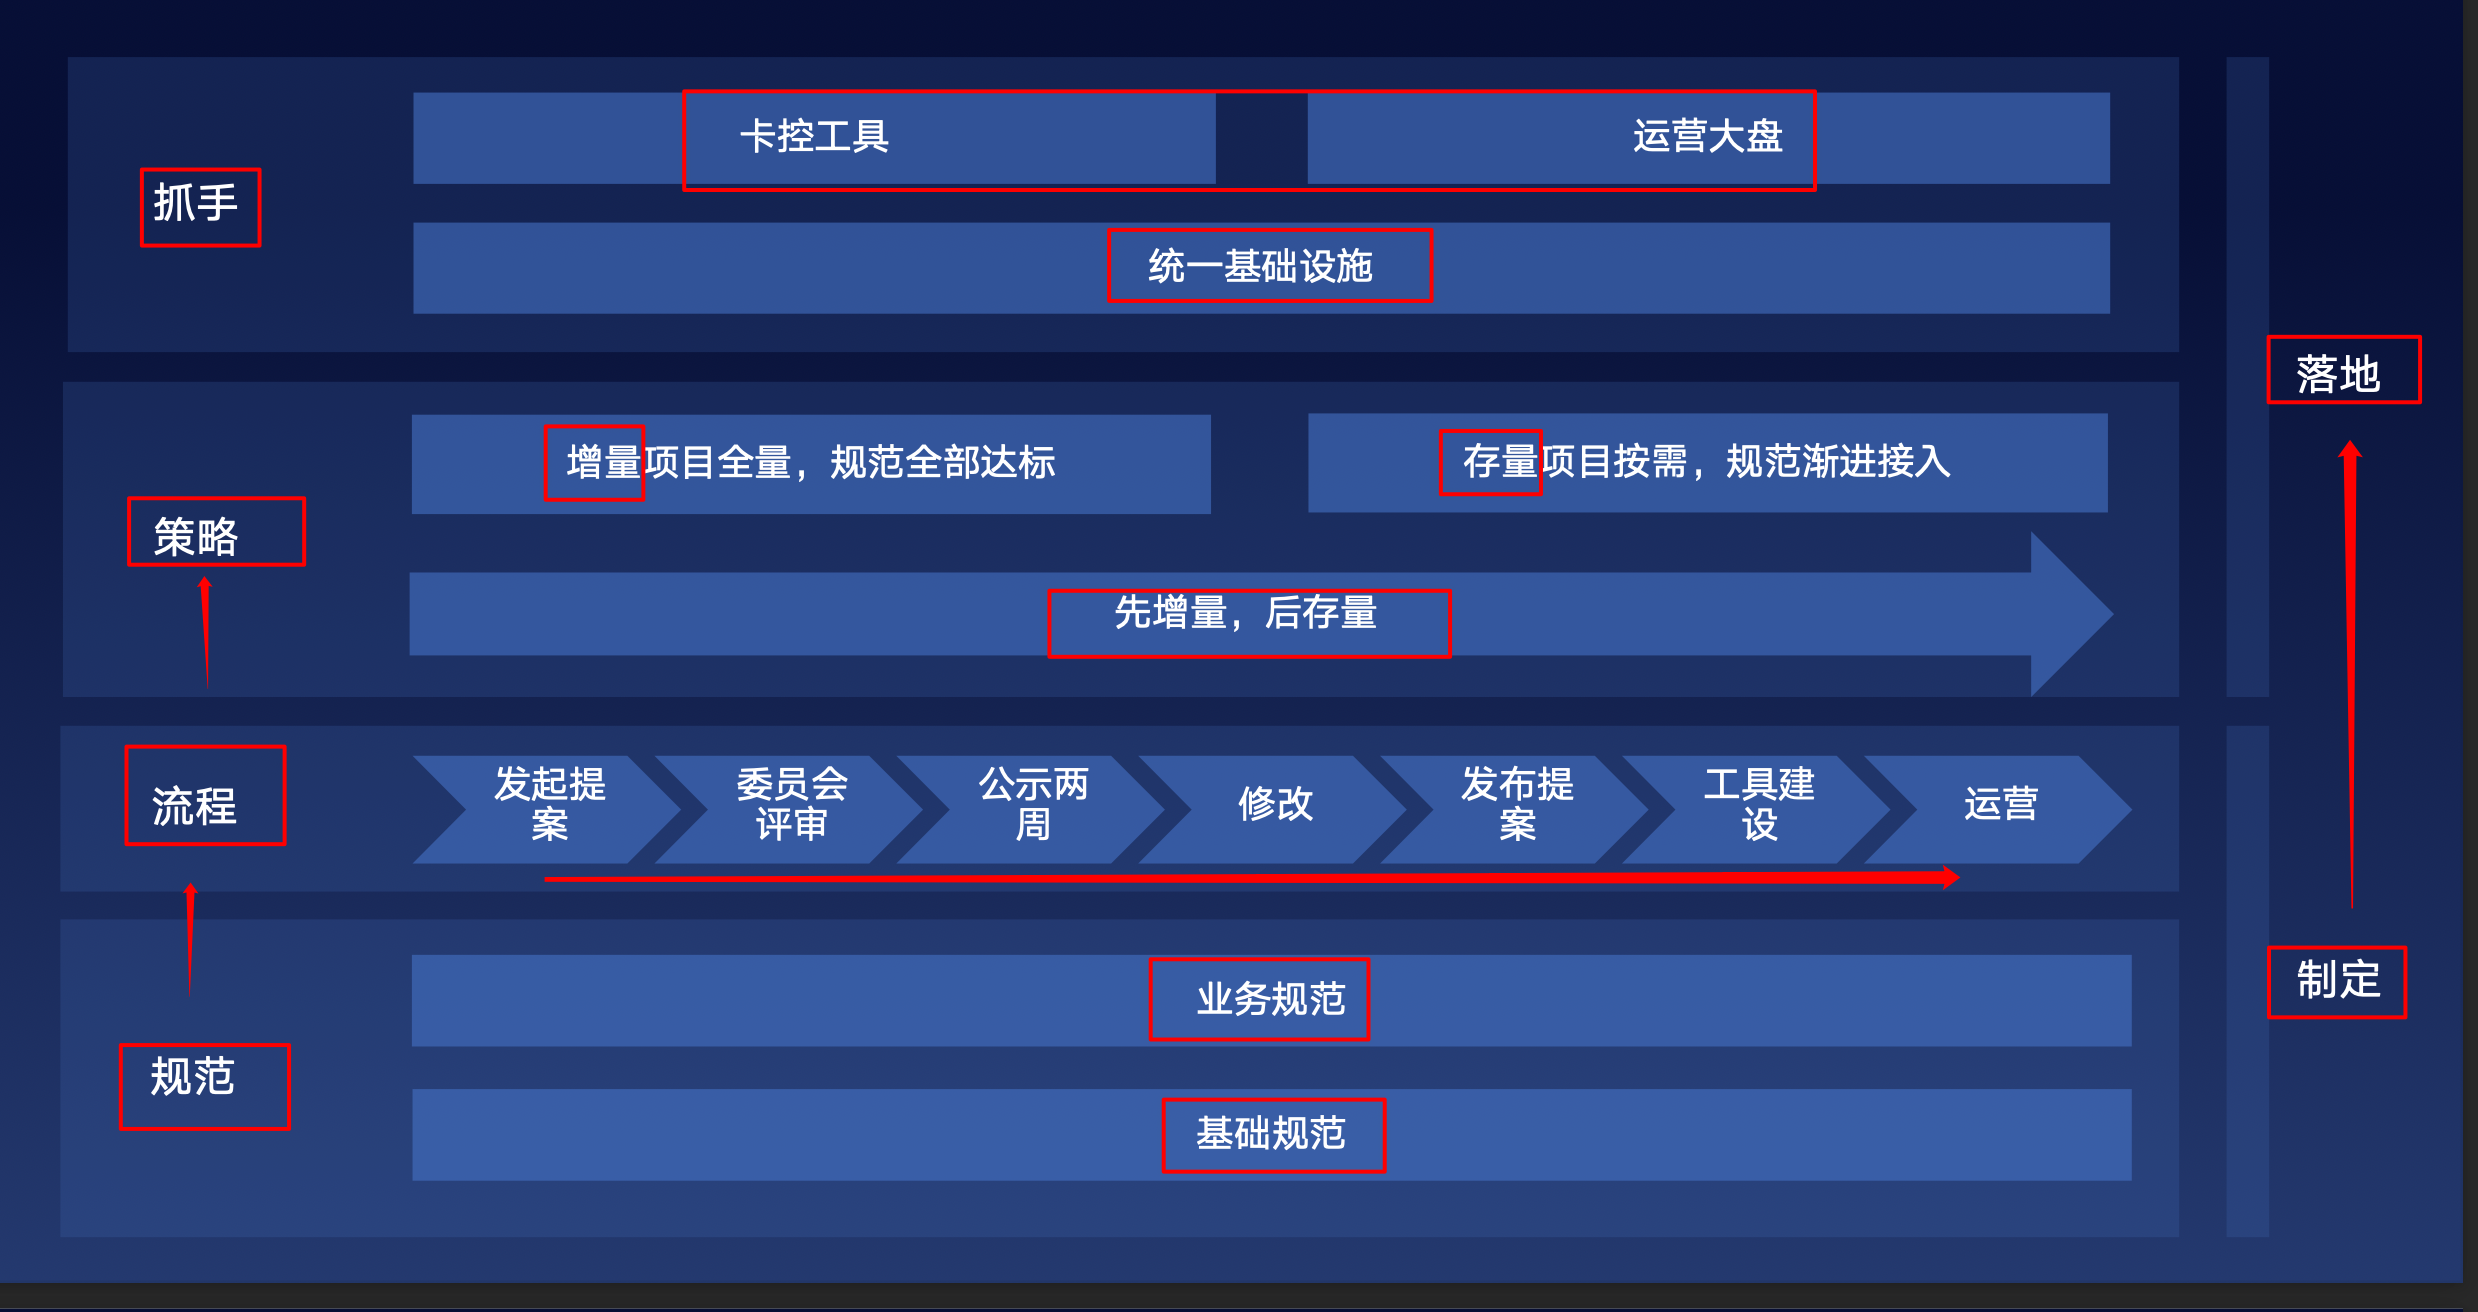 抓手
卡控工具
运营大盘
统一基础设施
落地
策略
增量项目全量，规范全部达标
存量项目按需，规范渐进接入
先增量，后存量
流程
发起提
案
委员会
评审
公示两
周
修改
发布提
案
工具建
设
运营
制定
规范
业务规范
基础规范